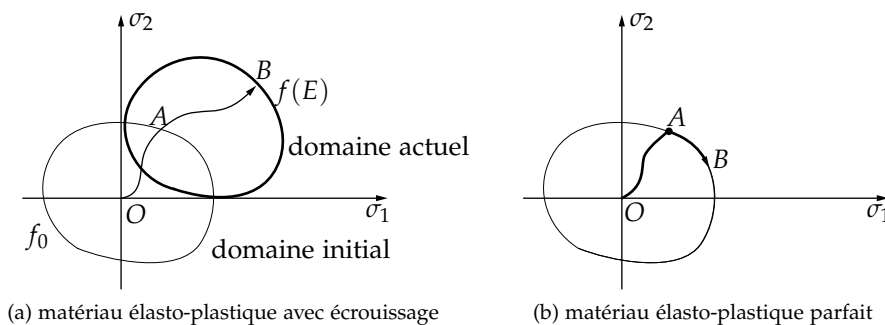 σ₂
B
f(E)
A
domaine actuel
O
σ₁
f₀
domaine initial
(a) matériau élasto-plastique avec écrouissage
σ₂
A
B
O
σ₁
(b) matériau élasto-plastique parfait